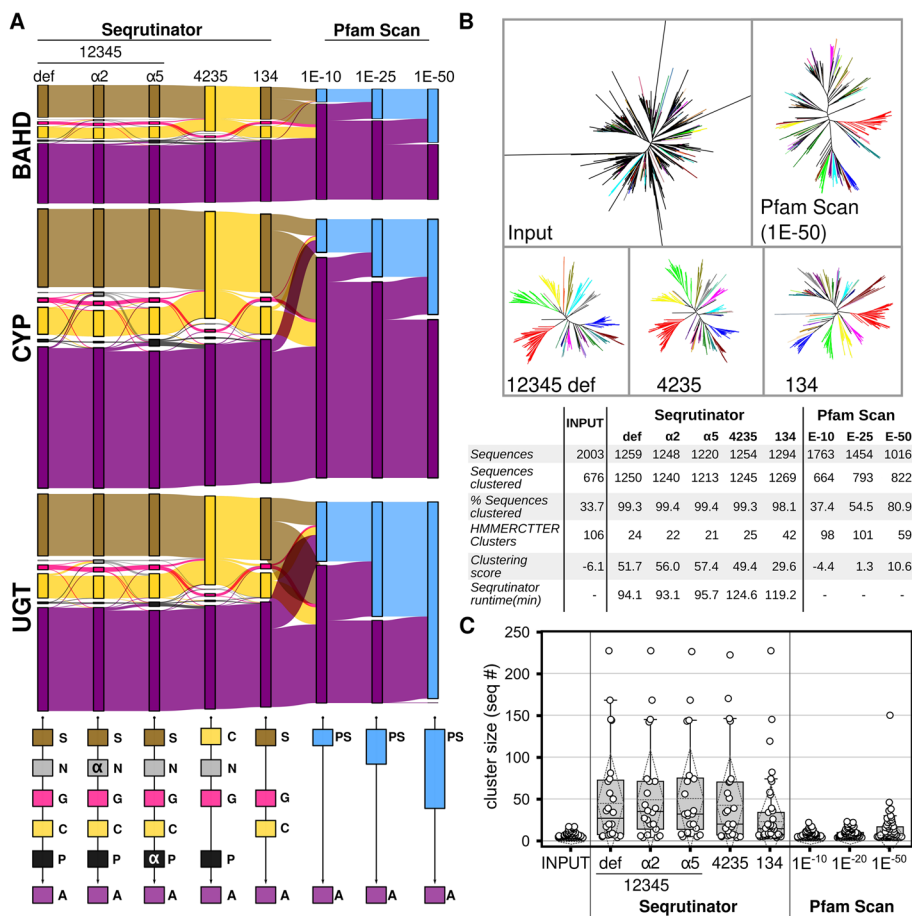 A
Seqrutinator
Pfam Scan
12345
def α2 α5 4235 134 1E-10 1E-25 1E-50
BAHD
CYP
UGT
S S S C S PS PS PS
N α N N N
G G G G G
C C C C
P P α P P
A A A A A A A A
B
Input
Pfam Scan
(1E-50)
12345 def
4235
134
INPUT Seqrutinator Pfam Scan
def α2 α5 4235 134 E-10 E-25 E-50
Sequences 2003 1259 1248 1220 1254 1294 1763 1454 1016
Sequences
clustered 676 1250 1240 1213 1245 1269 664 793 822
% Sequences
clustered 33.7 99.3 99.4 99.4 99.3 98.1 37.4 54.5 80.9
HMMERCTTER
Clusters 106 24 22 21 25 42 98 101 59
Clustering
score -6.1 51.7 56.0 57.4 49.4 29.6 -4.4 1.3 10.6
Seqrutinator
runtime(min) - 94.1 93.1 95.7 124.6 119.2 - - -
C
cluster size (seq #)
250
200
150
100
50
0
INPUT def α2 α5 4235 134 1E-10 1E-20 1E-50
12345
Seqrutinator
Pfam Scan